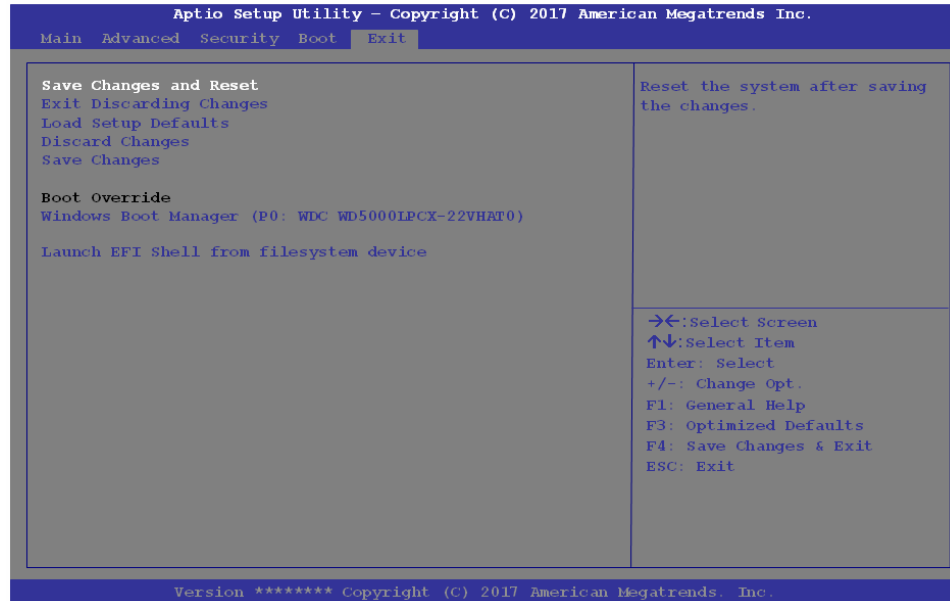 Aptio Setup Utility – Copyright (C) 2017 American Megatrends Inc.
Main Advanced Security Boot Exit
Save Changes and Reset
Exit Discarding Changes
Load Setup Defaults
Discard Changes
Save Changes
Boot Override
Windows Boot Manager (P0: WDC WD5000LPCX-22VHAT0)
Launch EFI Shell from filesystem device
Reset the system after saving
the changes.
→←:Select Screen
↑↓:Select Item
Enter: Select
+/-: Change Opt.
F1: General Help
F3: Optimized Defaults
F4: Save Changes & Exit
ESC: Exit
Version ******** Copyright (C) 2017 American Megatrends. Inc.